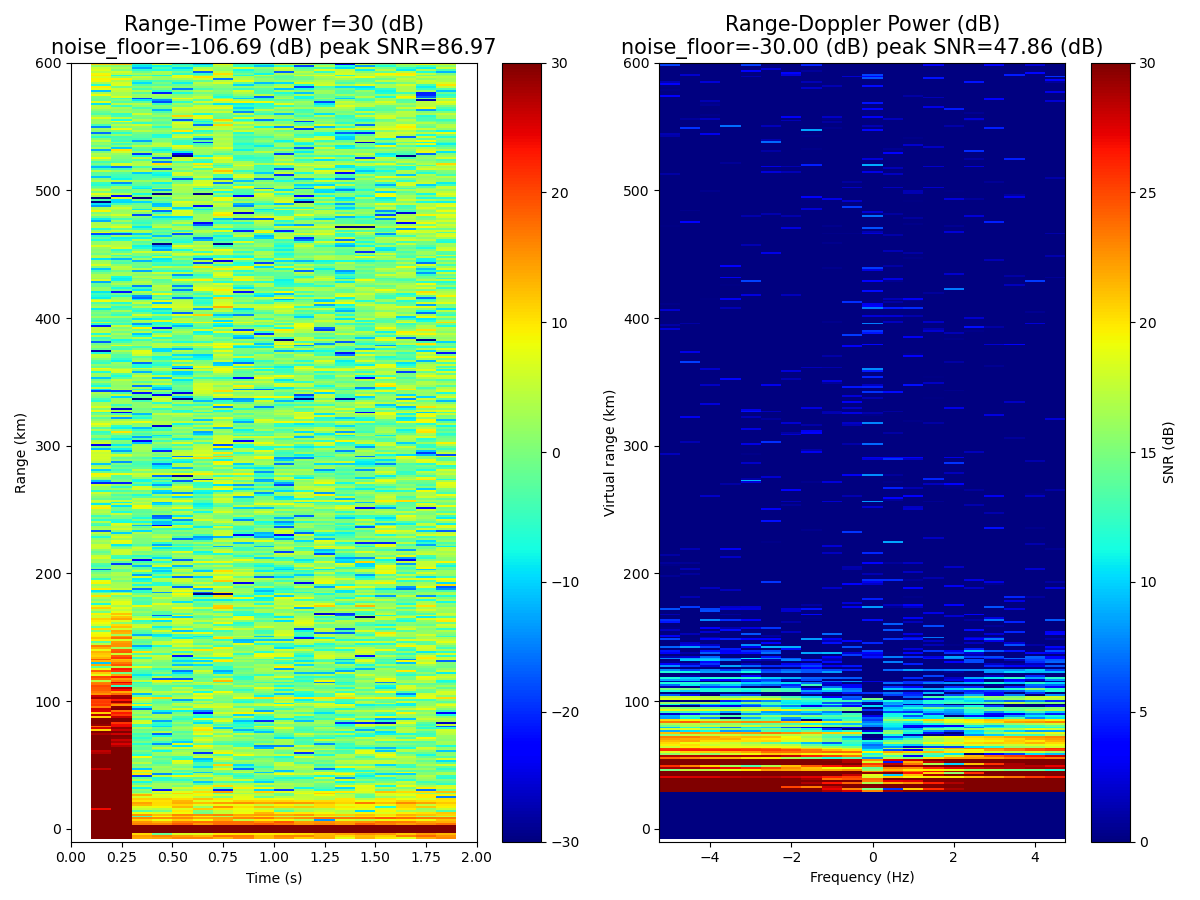 Range-Time Power f=30 (dB)
noise_floor=-106.69 (dB) peak SNR=86.97
Range-Doppler Power (dB)
noise_floor=-30.00 (dB) peak SNR=47.86 (dB)
600
500
400
300
200
100
0
Range (km)
0.00 0.25 0.50 0.75 1.00 1.25 1.50 1.75 2.00
Time (s)
30
20
10
0
−10
−20
−30
600
500
400
300
200
100
0
Virtual range (km)
−4 −2 0 2 4
Frequency (Hz)
30
25
20
15
10
5
0
SNR (dB)